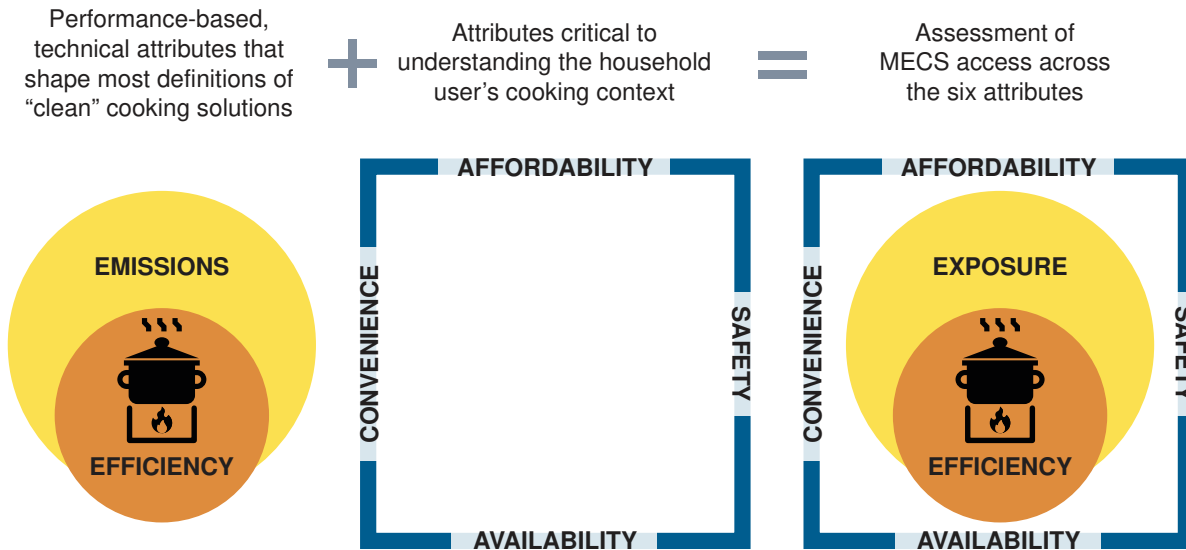 Performance-based,
technical attributes that
shape most definitions of
“clean” cooking solutions
Attributes critical to
understanding the household
user’s cooking context
Assessment of
MECS access across
the six attributes
EMISSIONS
EFFICIENCY
AFFORDABILITY
CONVENIENCE
SAFETY
AVAILABILITY
AFFORDABILITY
CONVENIENCE
EXPOSURE
EFFICIENCY
SAFETY
AVAILABILITY